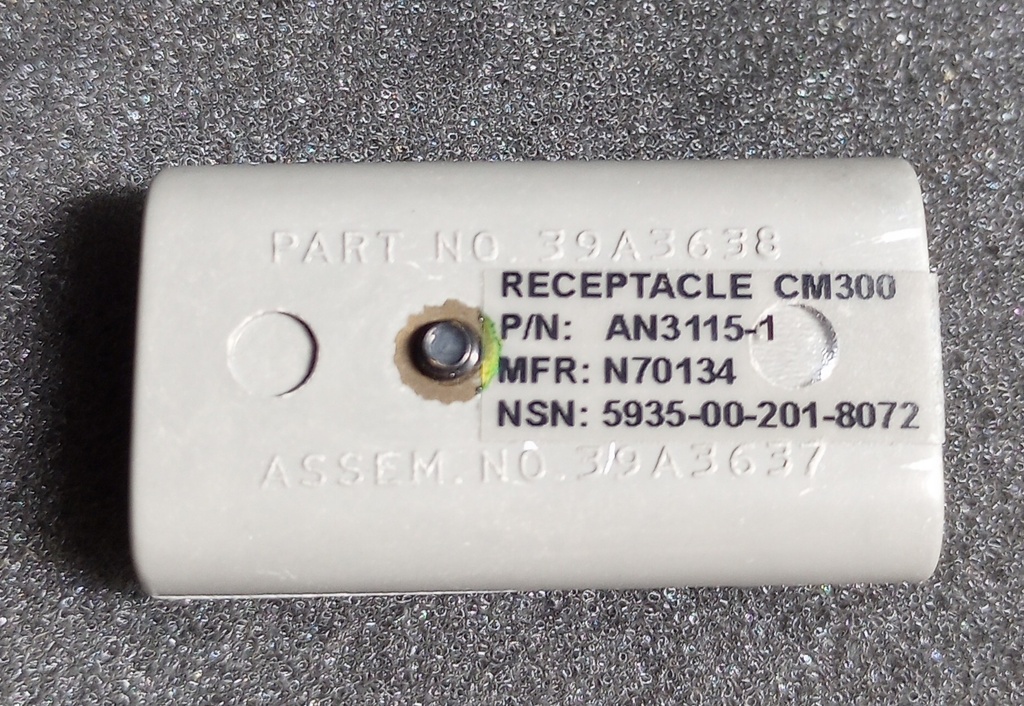 PART NO. 39A3638
RECEPTACLE CM300
P/N: AN3115-1
MFR: N70134
NSN: 5935-00-201-8072
ASSEM. NO. 39A3637